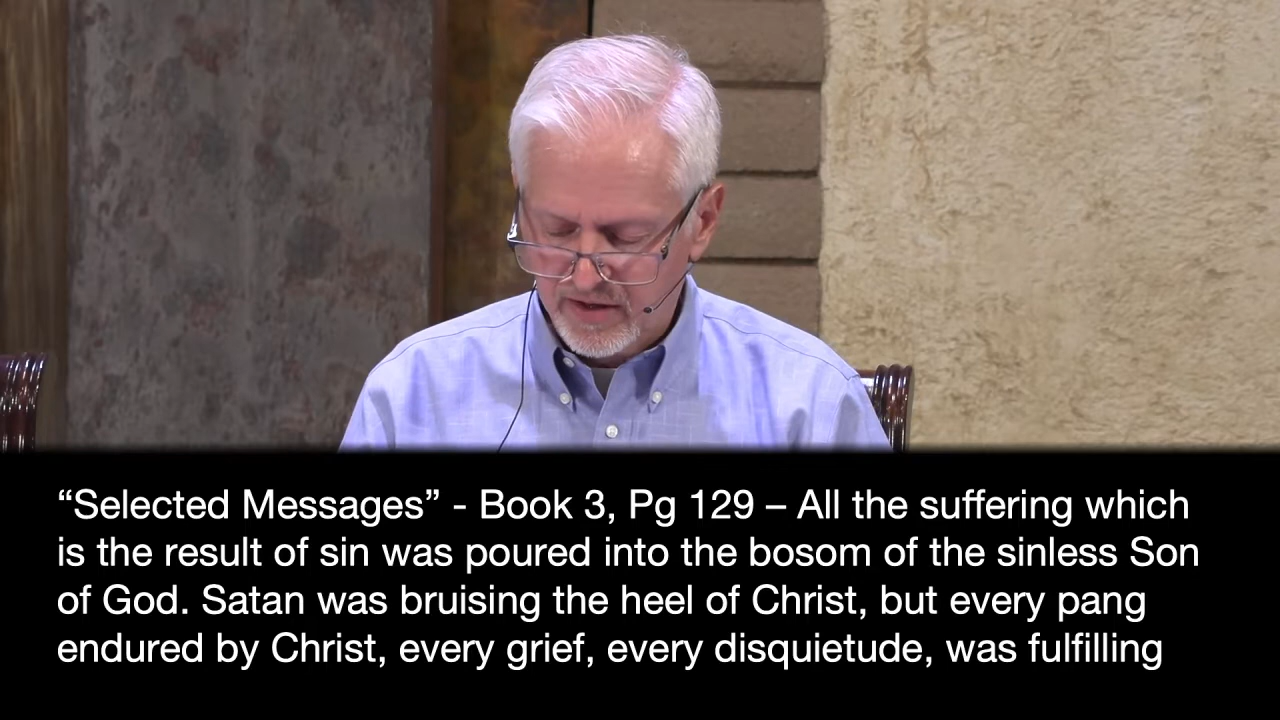 “Selected Messages” - Book 3, Pg 129 – All the suffering which
is the result of sin was poured into the bosom of the sinless Son
of God. Satan was bruising the heel of Christ, but every pang
endured by Christ, every grief, every disquietude, was fulfilling